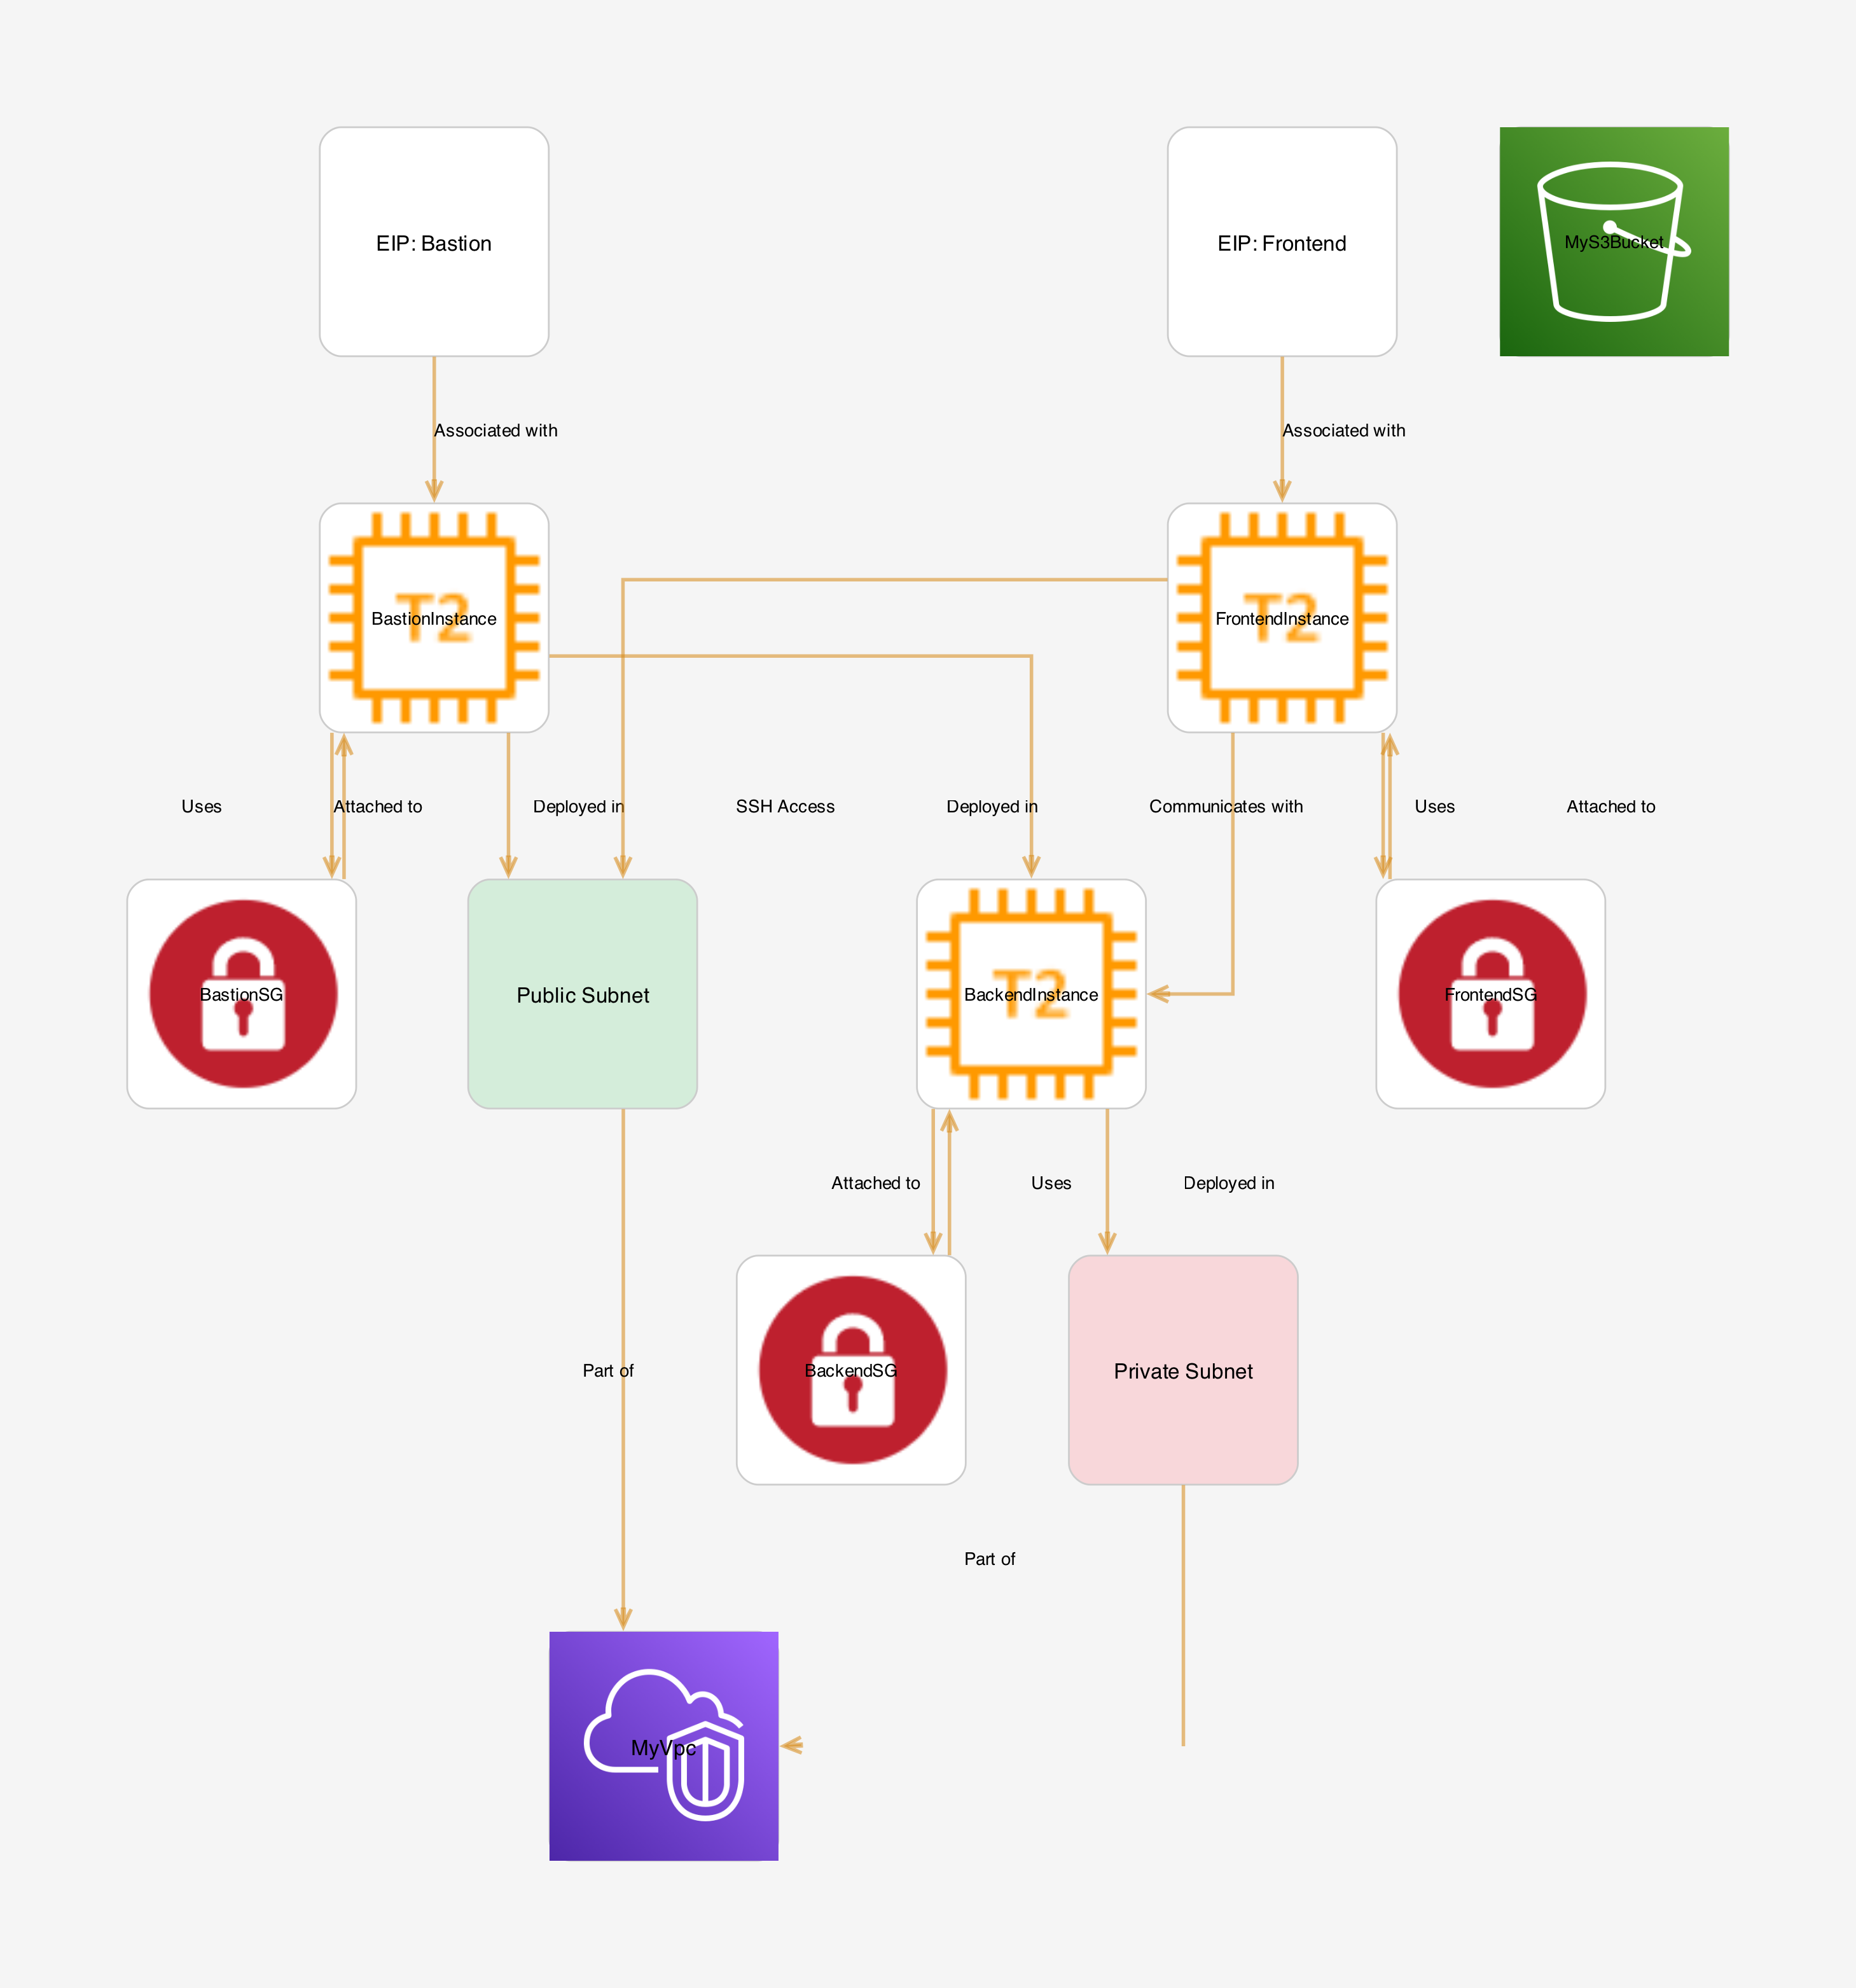 EIP: Bastion
EIP: Frontend
MyS3Bucket
Associated with
Associated with
T2
BastionInstance
T2
FrontendInstance
Uses
Attached to
Deployed in
SSH Access
Deployed in
Communicates with
Uses
Attached to
BastionSG
Public Subnet
T2
BackendInstance
FrontendSG
Attached to
Uses
Deployed in
Part of
BackendSG
Private Subnet
Part of
MyVpc